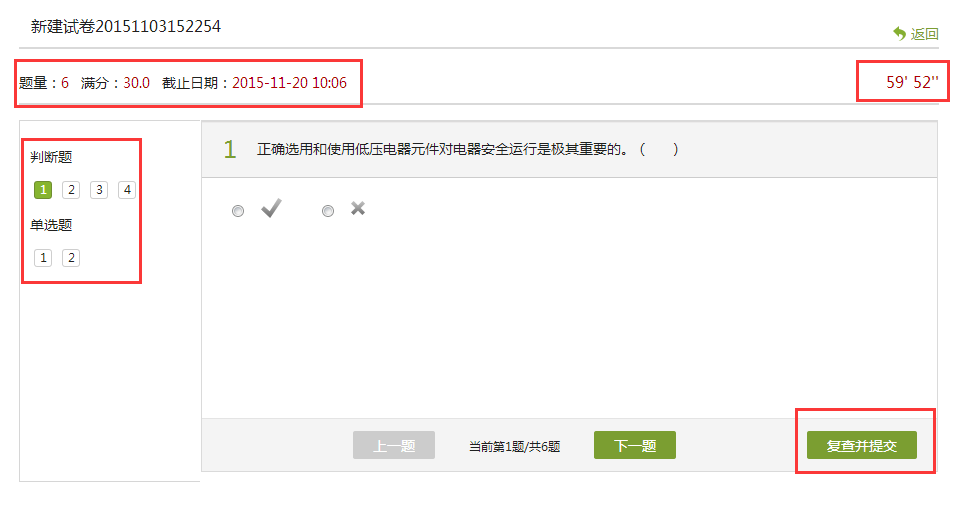 新建试卷20151103152254
返回
题量：6 满分：30.0 截止日期：2015-11-20 10:06
59' 52''
判断题
1 2 3 4
单选题
1 2
1 正确选用和使用低压电器元件对电器安全运行是极其重要的。（ ）
上一题 当前第1题/共6题 下一题 复查并提交